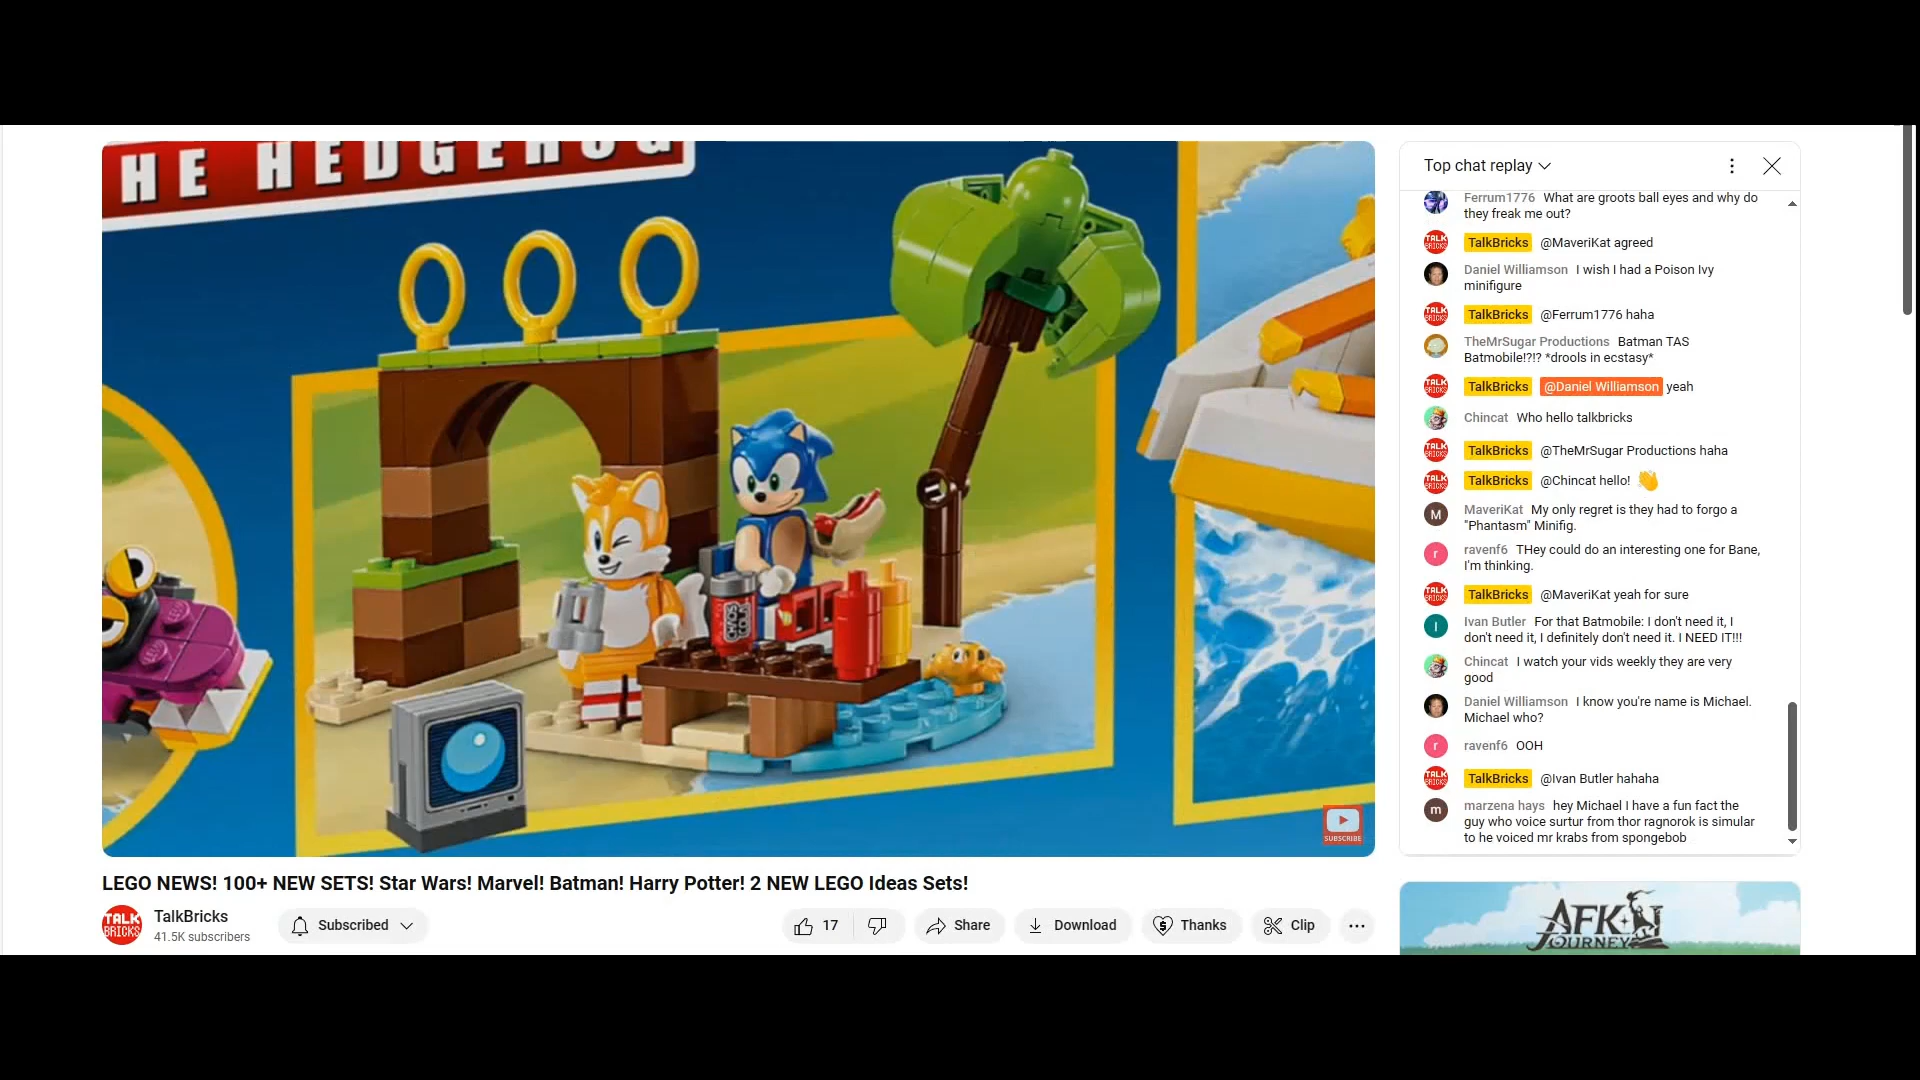 HE HEDGEHOG
SUBSCRIBE
LEGO NEWS! 100+ NEW SETS! Star Wars! Marvel! Batman! Harry Potter! 2 NEW LEGO Ideas Sets!
TALK
BRICKS
TalkBricks
41.5K subscribers
Subscribed
17
Share
Download
Thanks
Clip
Top chat replay
Ferrum1776 What are groots ball eyes and why do
they freak me out?
TalkBricks @MaveriKat agreed
Daniel Williamson I wish I had a Poison Ivy
minifigure
TalkBricks @Ferrum1776 haha
TheMrSugar Productions Batman TAS
Batmobile!?!? *drools in ecstasy*
TalkBricks @Daniel Williamson yeah
Chincat Who hello talkbricks
TalkBricks @TheMrSugar Productions haha
TalkBricks @Chincat hello! 👋
M MaveriKat My only regret is they had to forgo a
"Phantasm" Minifig.
r ravenf6 THey could do an interesting one for Bane,
I'm thinking.
TalkBricks @MaveriKat yeah for sure
I Ivan Butler For that Batmobile: I don't need it, I
don't need it, I definitely don't need it. I NEED IT!!!
Chincat I watch your vids weekly they are very
good
Daniel Williamson I know you're name is Michael.
Michael who?
r ravenf6 OOH
TalkBricks @Ivan Butler hahaha
m marzena hays hey Michael I have a fun fact the
guy who voice surtur from thor ragnorok is simular
to he voiced mr krabs from spongebob
AFK
JOURNEY